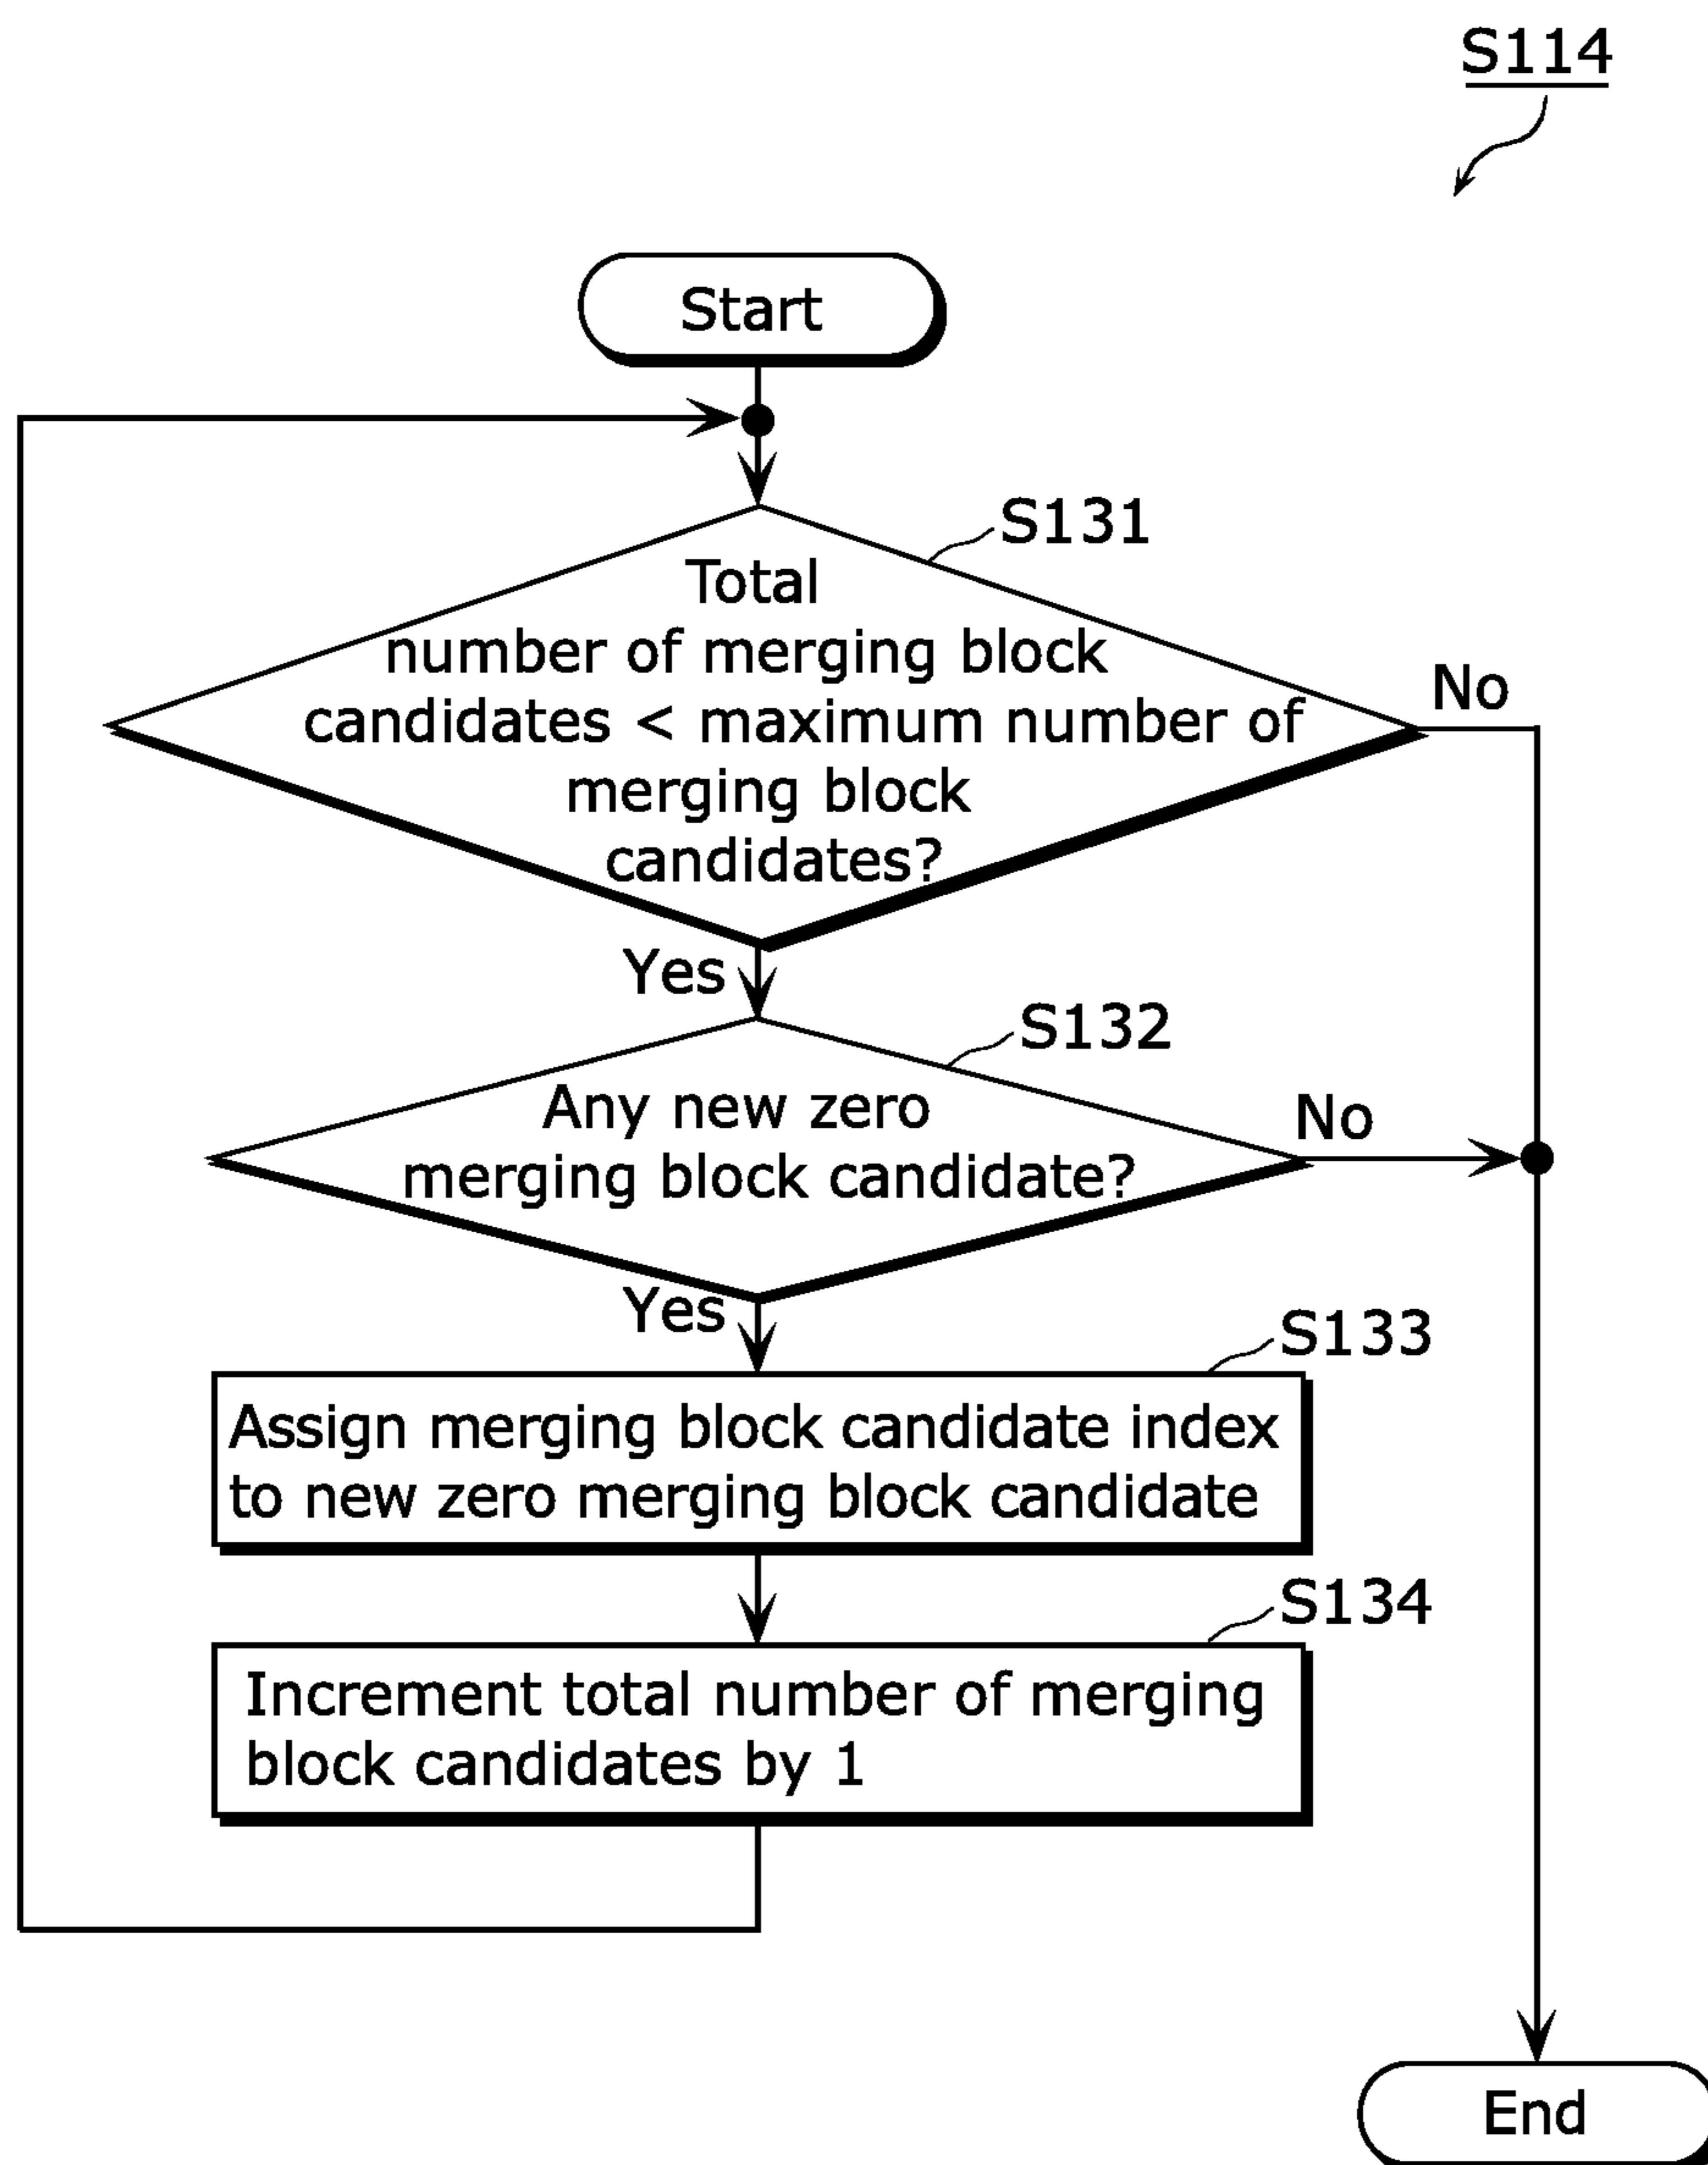 S114
Start
S131
Total
number of merging block
candidates < maximum number of
merging block
candidates?
No
Yes
S132
Any new zero
merging block candidate?
No
Yes
S133
Assign merging block candidate index
to new zero merging block candidate
S134
Increment total number of merging
block candidates by 1
End